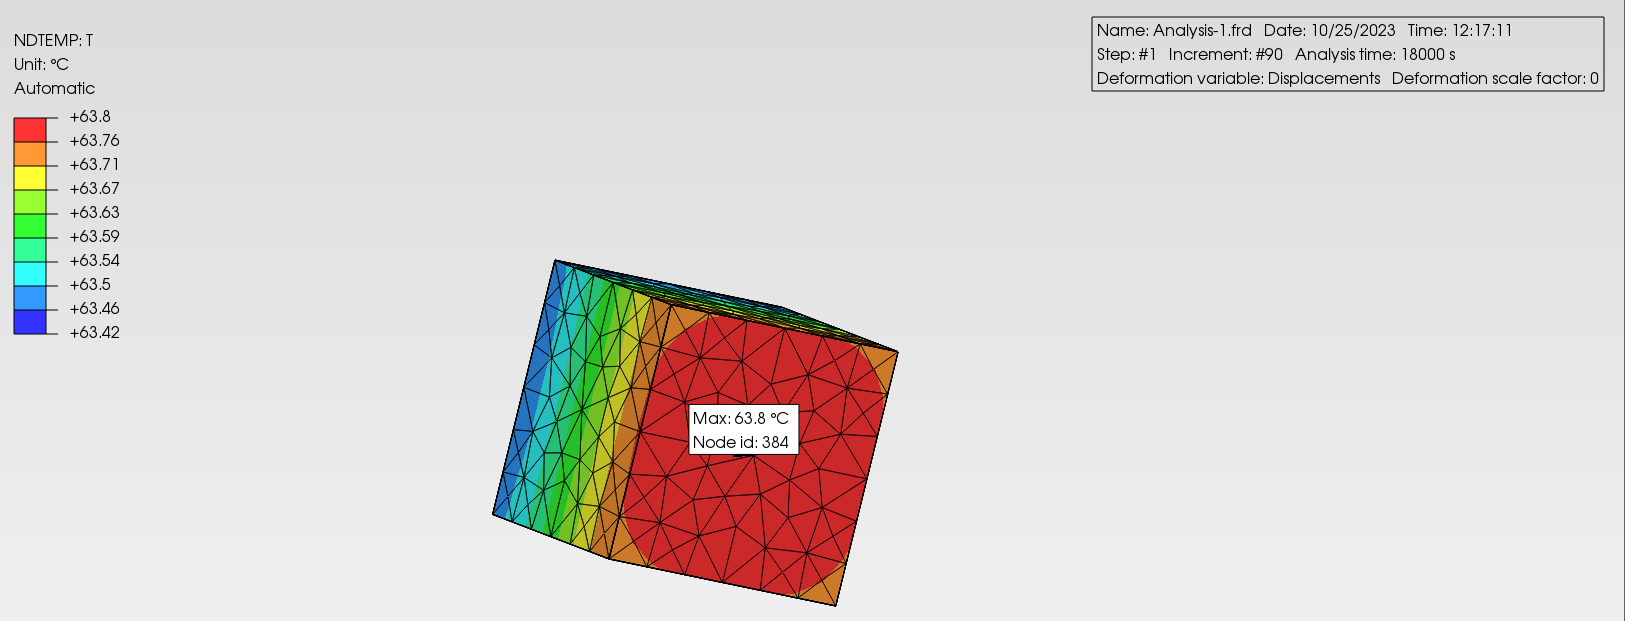 NDTEMP: T
Unit: °C
Automatic
+63.8
+63.76
+63.71
+63.67
+63.63
+63.59
+63.54
+63.5
+63.46
+63.42
Name: Analysis-1.frd Date: 10/25/2023 Time: 12:17:11
Step: #1 Increment: #90 Analysis time: 18000 s
Deformation variable: Displacements Deformation scale factor: 0
Max: 63.8 °C
Node id: 384